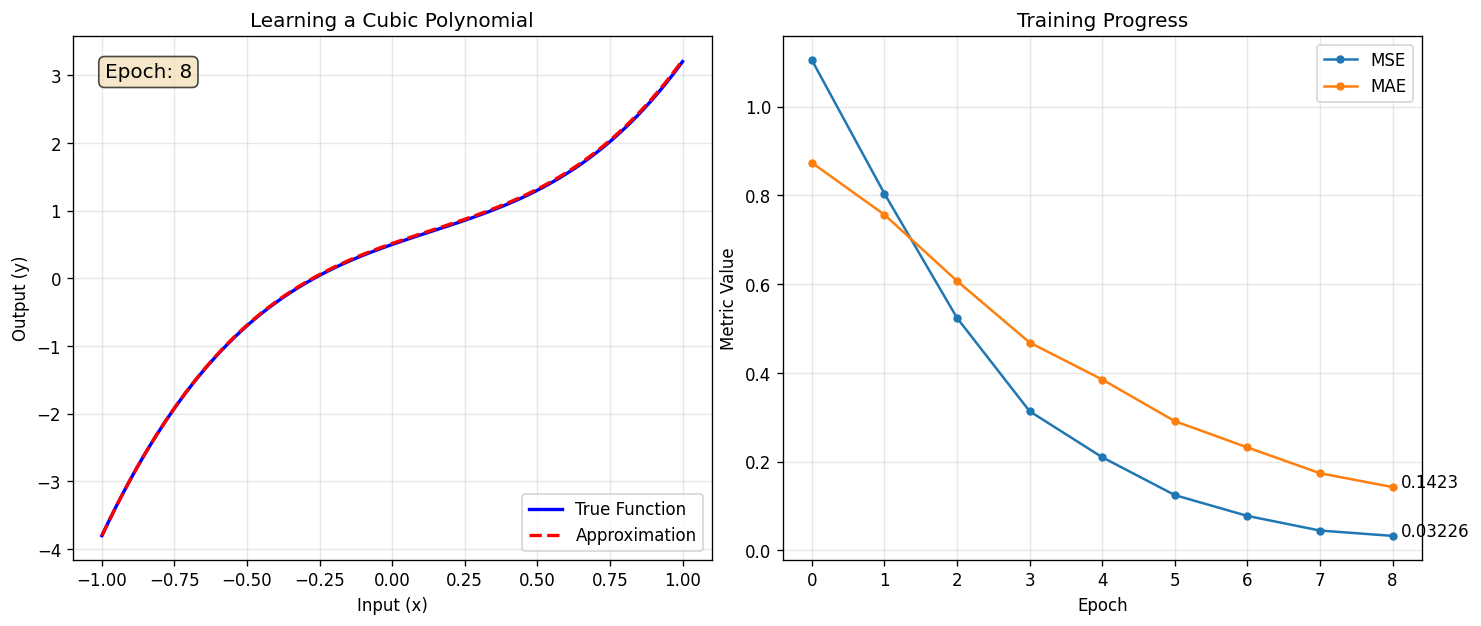 Learning a Cubic Polynomial
Epoch: 8
3
2
1
0
−1
−2
−3
−4
Output (y)
True Function
Approximation
−1.00 −0.75 −0.50 −0.25 0.00 0.25 0.50 0.75 1.00
Input (x)
Training Progress
MSE
MAE
1.0
0.8
0.6
0.4
0.2
0.0
Metric Value
0.1423
0.03226
0 1 2 3 4 5 6 7 8
Epoch